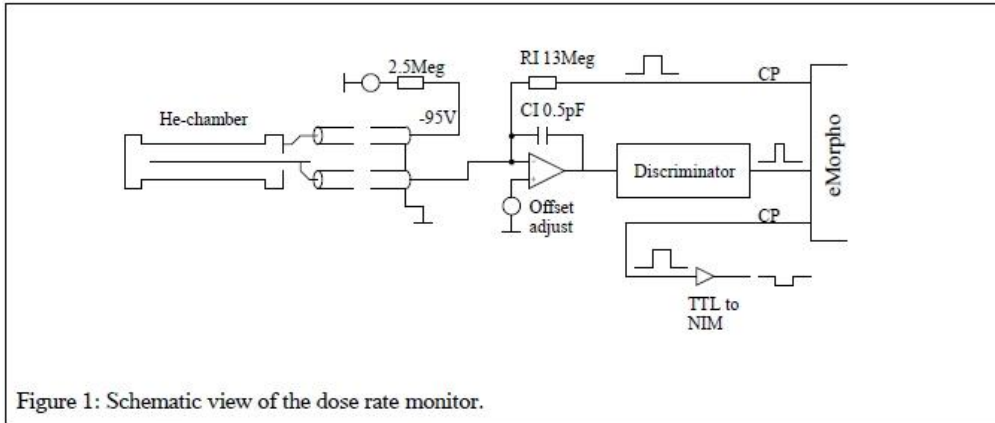 RI 13Meg
2.5Meg
CP
He-chamber
-95V
CI 0.5pF
-
+
Discriminator
eMorpho
Offset
adjust
CP
TTL to
NIM
Figure 1: Schematic view of the dose rate monitor.